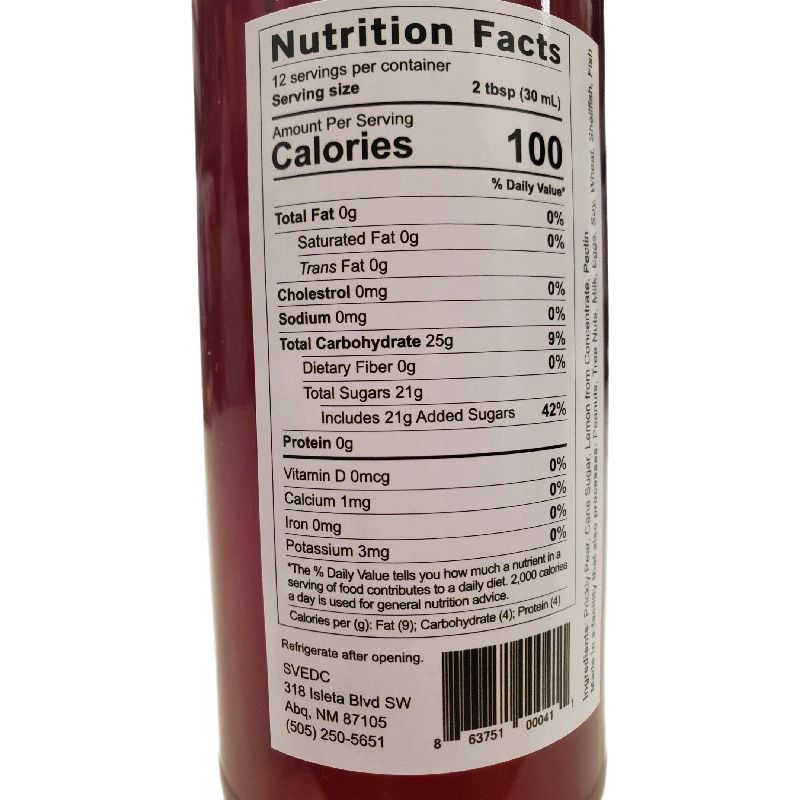 Nutrition Facts
12 servings per container
Serving size 2 tbsp (30 mL)
Amount Per Serving
Calories 100
% Daily Value*
Total Fat 0g 0%
Saturated Fat 0g 0%
Trans Fat 0g
Cholestrol 0mg 0%
Sodium 0mg 0%
Total Carbohydrate 25g 9%
Dietary Fiber 0g 0%
Total Sugars 21g
Includes 21g Added Sugars 42%
Protein 0g
Vitamin D 0mcg 0%
Calcium 1mg 0%
Iron 0mg 0%
Potassium 3mg 0%
*The % Daily Value tells you how much a nutrient in a
serving of food contributes to a daily diet. 2,000 calories
a day is used for general nutrition advice.
Calories per (g): Fat (9); Carbohydrate (4); Protein (4)
Refrigerate after opening.
SVEDC
318 Isleta Blvd SW
Abq, NM 87105
(505) 250-5651
8 63751 00041 1
Ingredients: Prickly Pear, Cane Sugar, Lemon from Concentrate, Pectin
Made in a facility that also processes: Peanuts, Tree Nuts, Milk, Eggs, Soy, Wheat, Shellfish, Fish